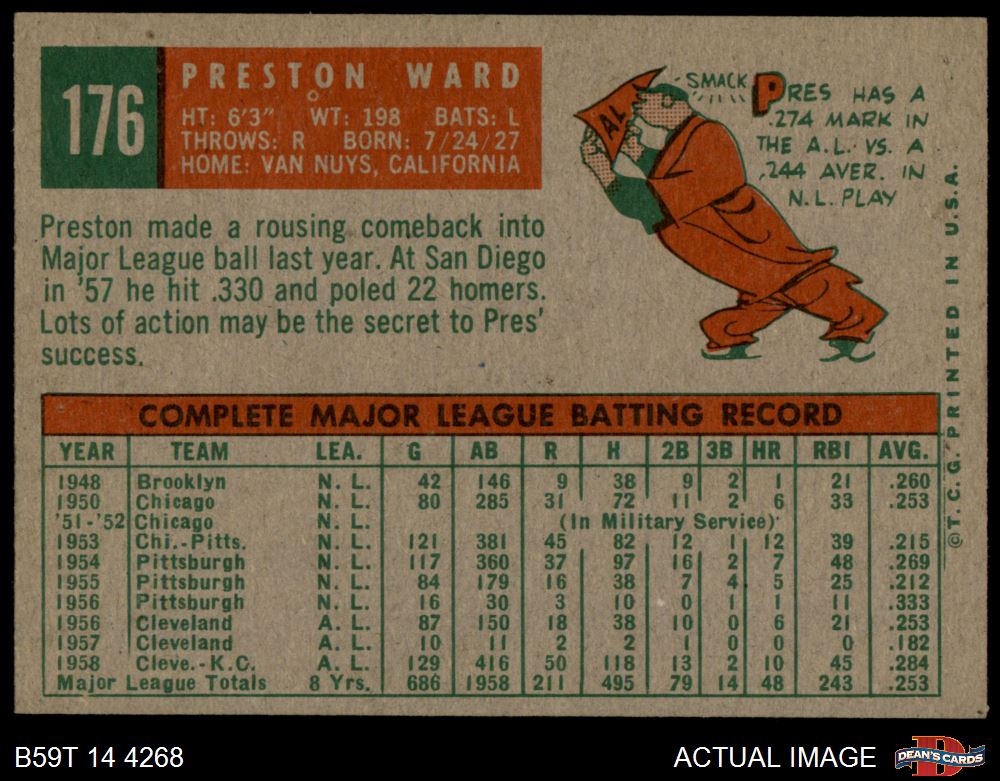 176
PRESTON WARD
HT: 6'3" WT: 198 BATS: L
THROWS: R BORN: 7/24/27
HOME: VAN NUYS, CALIFORNIA
Preston made a rousing comeback into
Major League ball last year. At San Diego
in '57 he hit .330 and poled 22 homers.
Lots of action may be the secret to Pres'
success.
AL
SMACK
PRES HAS A
.274 MARK IN
THE A.L. VS. A
.244 AVER. IN
N.L. PLAY
©T.C.G. PRINTED IN U.S.A.
COMPLETE MAJOR LEAGUE BATTING RECORD
YEAR TEAM LEA. G AB R H 2B 3B HR RBI AVG.
1948 Brooklyn N. L. 42 146 9 38 9 2 1 21 .260
1950 Chicago N. L. 80 285 31 72 11 2 6 33 .253
'51-'52 Chicago N. L. (In Military Service)
1953 Chi.-Pitts. N. L. 121 381 45 82 12 1 12 39 .215
1954 Pittsburgh N. L. 117 360 37 97 16 2 7 48 .269
1955 Pittsburgh N. L. 84 179 16 38 7 4 5 25 .212
1956 Pittsburgh N. L. 16 30 3 10 0 1 1 11 .333
1956 Cleveland A. L. 87 150 18 38 10 0 6 21 .253
1957 Cleveland A. L. 10 11 2 2 1 0 0 0 .182
1958 Cleve.-K.C. A. L. 129 416 50 118 13 2 10 45 .284
Major League Totals 8 Yrs. 686 1958 211 495 79 14 48 243 .253
B59T 14 4268
ACTUAL IMAGE
D
DEAN'S CARDS